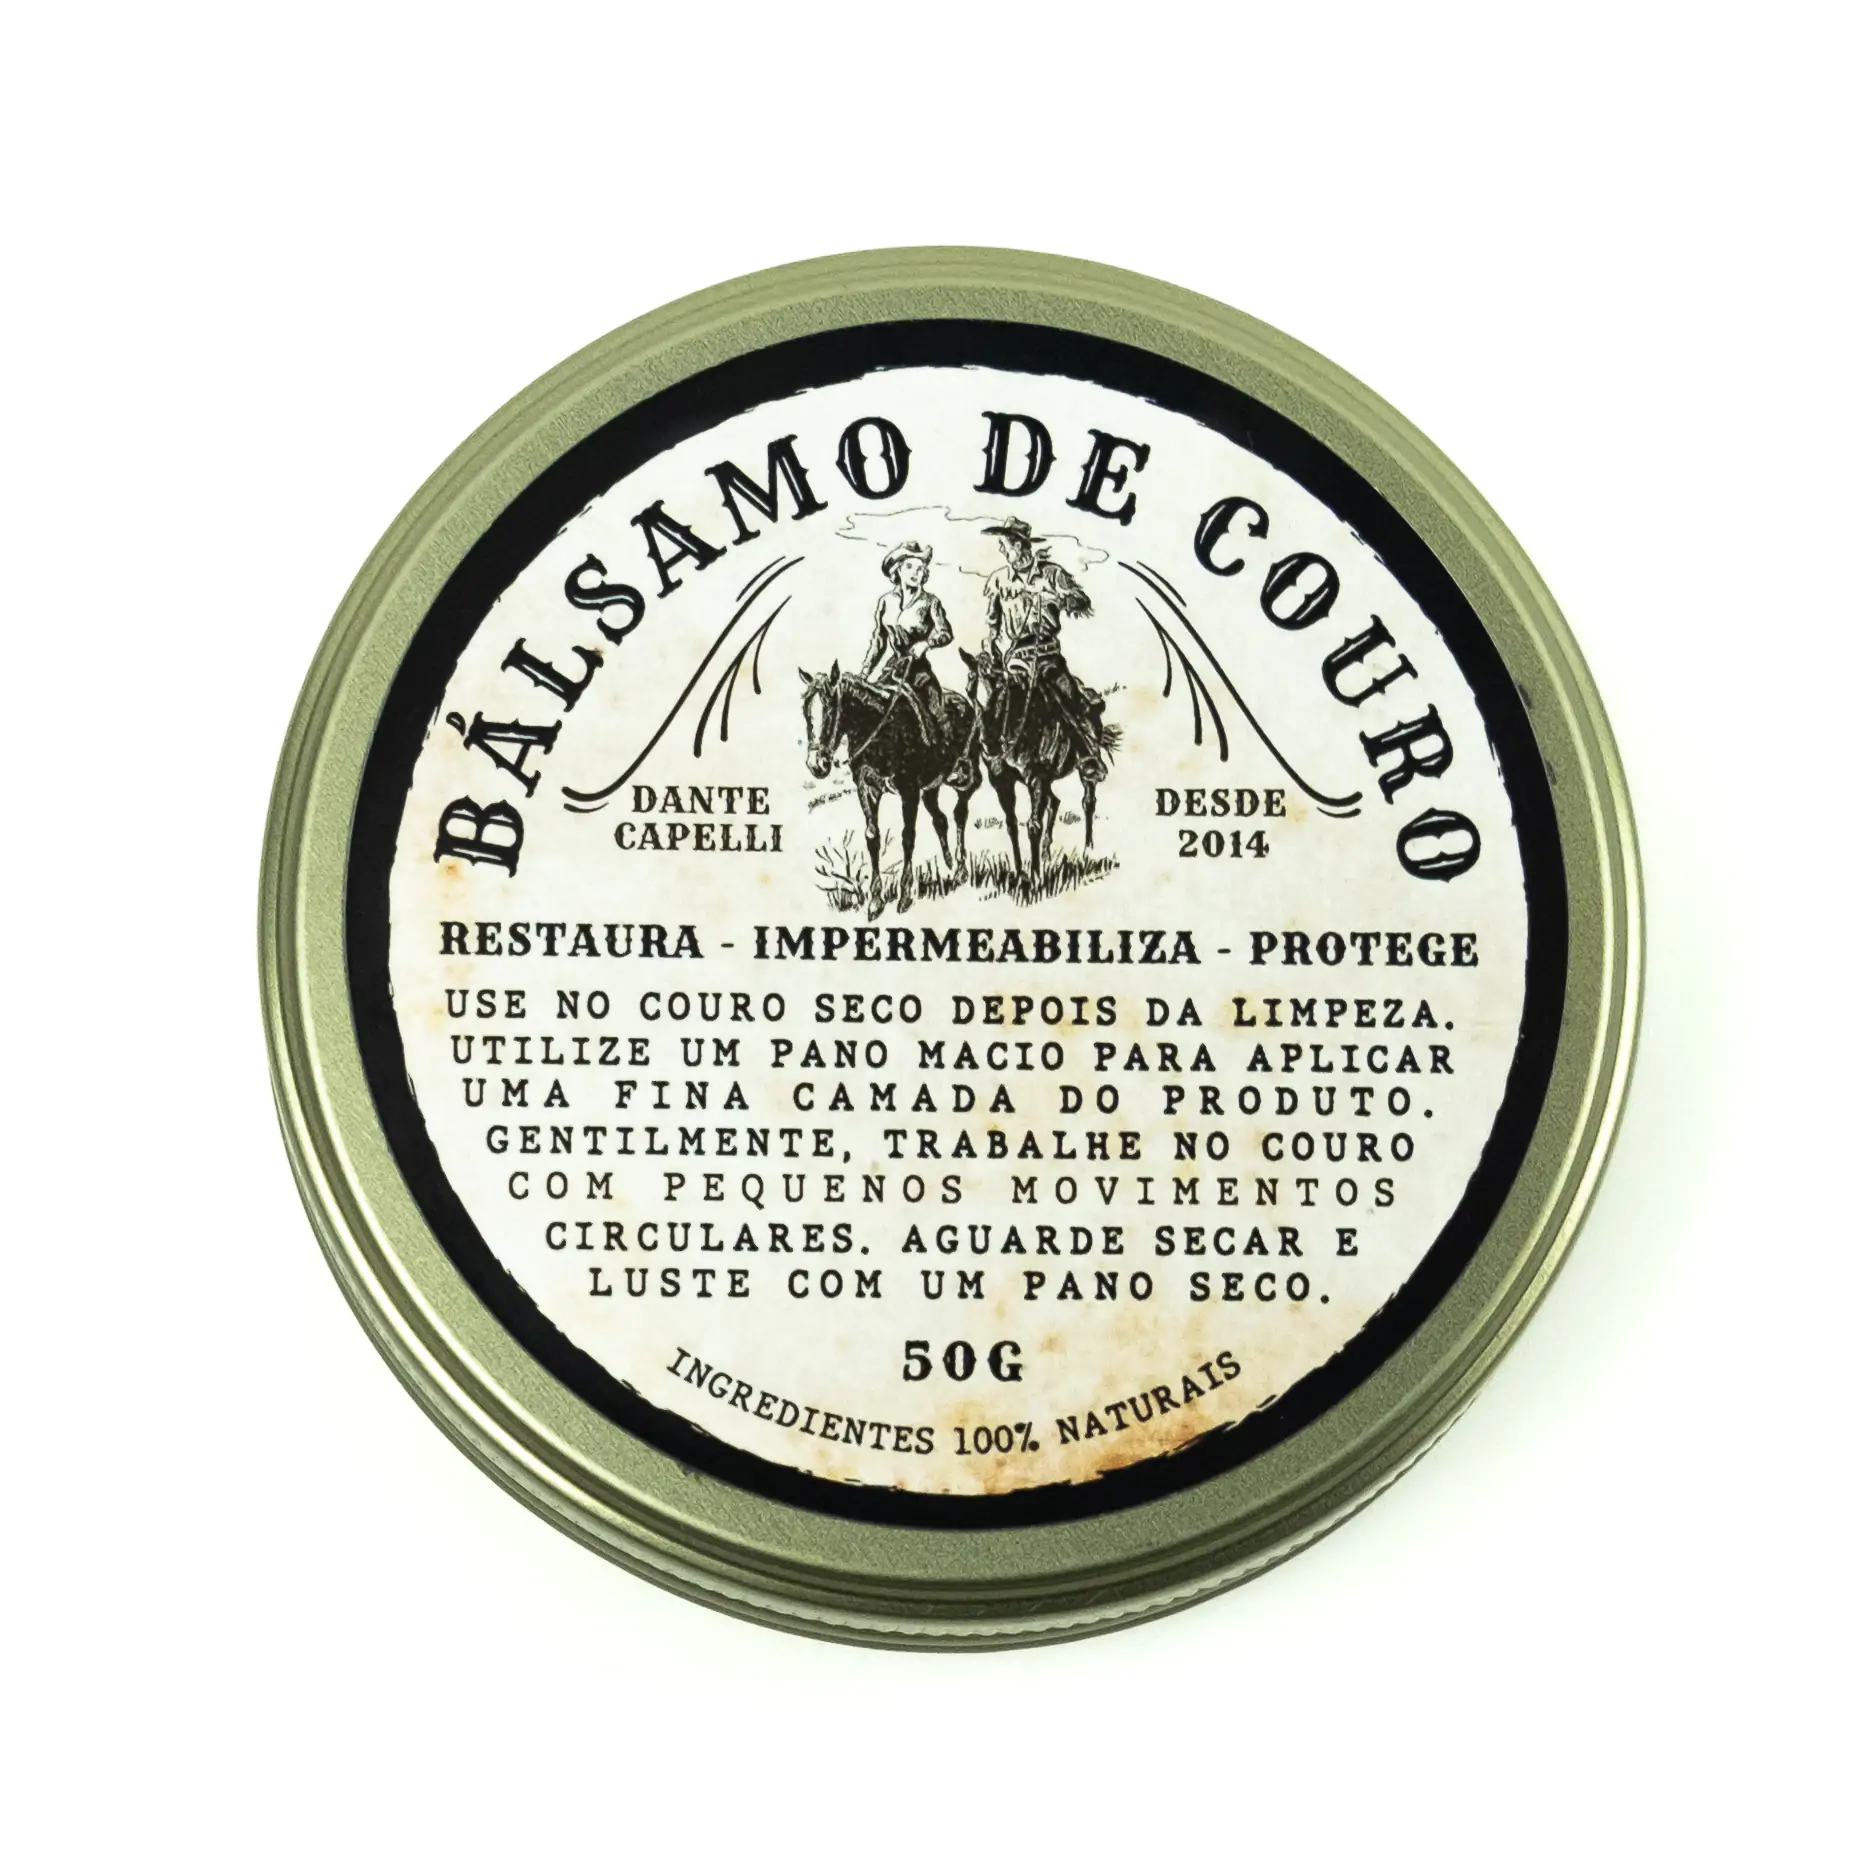 BÁLSAMO DE COURO
DANTE
CAPELLI
DESDE
2014
RESTAURA - IMPERMEABILIZA - PROTEGE
USE NO COURO SECO DEPOIS DA LIMPEZA.
UTILIZE UM PANO MACIO PARA APLICAR
UMA FINA CAMADA DO PRODUTO.
GENTILMENTE, TRABALHE NO COURO
COM PEQUENOS MOVIMENTOS
CIRCULARES. AGUARDE SECAR E
LUSTE COM UM PANO SECO.
50G
INGREDIENTES 100% NATURAIS